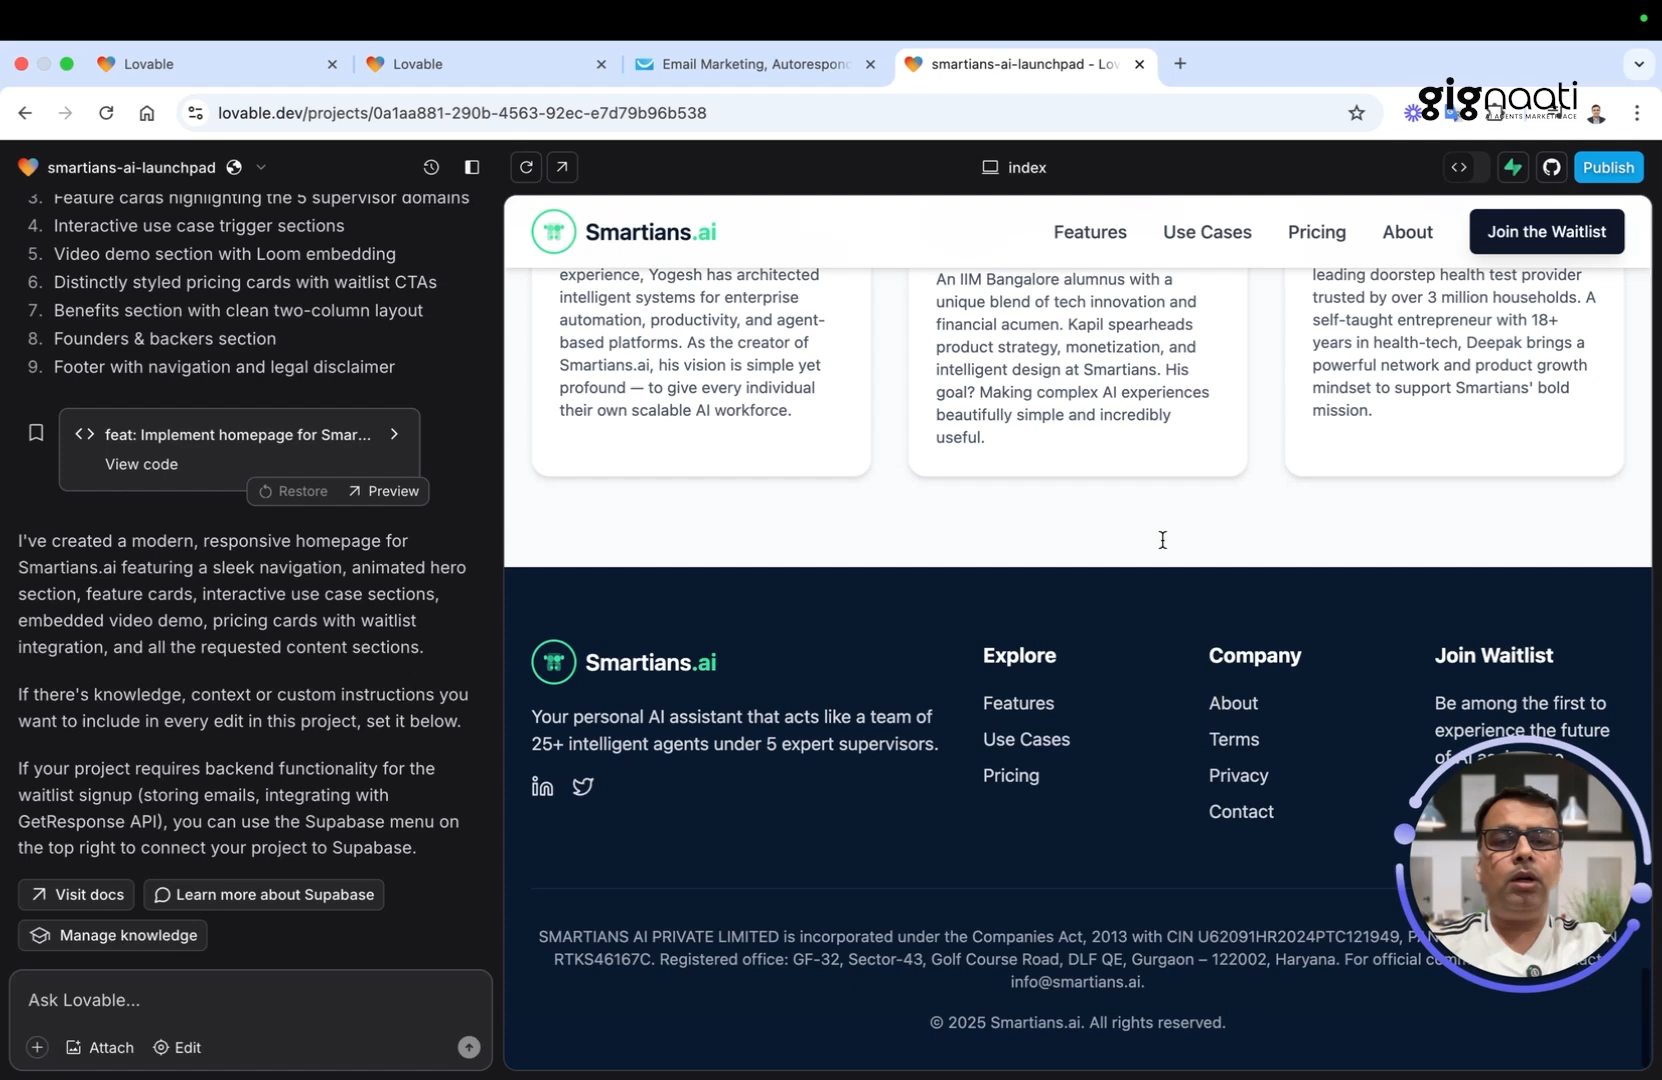 Lovable
Lovable
Email Marketing, Autorespon
smartians-ai-launchpad - Lov
lovable.dev/projects/0a1aa881-290b-4563-92ec-e7d79b96b538
gignaati
AI AGENTS MARKETPLACE
smartians-ai-launchpad
index
Publish
3. Feature cards highlighting the 5 supervisor domains
4. Interactive use case trigger sections
5. Video demo section with Loom embedding
6. Distinctly styled pricing cards with waitlist CTAs
7. Benefits section with clean two-column layout
8. Founders & backers section
9. Footer with navigation and legal disclaimer
feat: Implement homepage for Smar...
View code
Restore
Preview
I've created a modern, responsive homepage for
Smartians.ai featuring a sleek navigation, animated hero
section, feature cards, interactive use case sections,
embedded video demo, pricing cards with waitlist
integration, and all the requested content sections.
If there's knowledge, context or custom instructions you
want to include in every edit in this project, set it below.
If your project requires backend functionality for the
waitlist signup (storing emails, integrating with
GetResponse API), you can use the Supabase menu on
the top right to connect your project to Supabase.
Visit docs
Learn more about Supabase
Manage knowledge
Ask Lovable...
Attach
Edit
Smartians.ai
Features
Use Cases
Pricing
About
Join the Waitlist
experience, Yogesh has architected
intelligent systems for enterprise
automation, productivity, and agent-
based platforms. As the creator of
Smartians.ai, his vision is simple yet
profound — to give every individual
their own scalable AI workforce.
An IIM Bangalore alumnus with a
unique blend of tech innovation and
financial acumen. Kapil spearheads
product strategy, monetization, and
intelligent design at Smartians. His
goal? Making complex AI experiences
beautifully simple and incredibly
useful.
leading doorstep health test provider
trusted by over 3 million households. A
self-taught entrepreneur with 18+
years in health-tech, Deepak brings a
powerful network and product growth
mindset to support Smartians' bold
mission.
Smartians.ai
Your personal AI assistant that acts like a team of
25+ intelligent agents under 5 expert supervisors.
Explore
Features
Use Cases
Pricing
Company
About
Terms
Privacy
Contact
Join Waitlist
Be among the first to
experience the future
of AI
SMARTIANS AI PRIVATE LIMITED is incorporated under the Companies Act, 2013 with CIN U62091HR2024PTC121949,
RTKS46167C. Registered office: GF-32, Sector-43, Golf Course Road, DLF QE, Gurgaon – 122002, Haryana. For official
info@smartians.ai.
© 2025 Smartians.ai. All rights reserved.